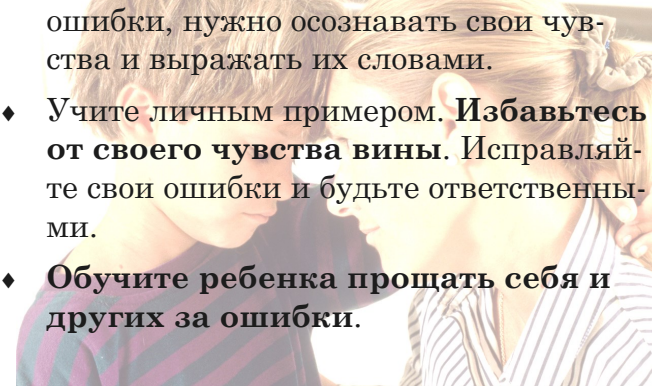 ошибки, нужно осознавать свои чув-
ства и выражать их словами.
♦ Учите личным примером. Избавьтесь
от своего чувства вины. Исправляй-
те свои ошибки и будьте ответственны-
ми.
♦ Обучите ребенка прощать себя и
других за ошибки.